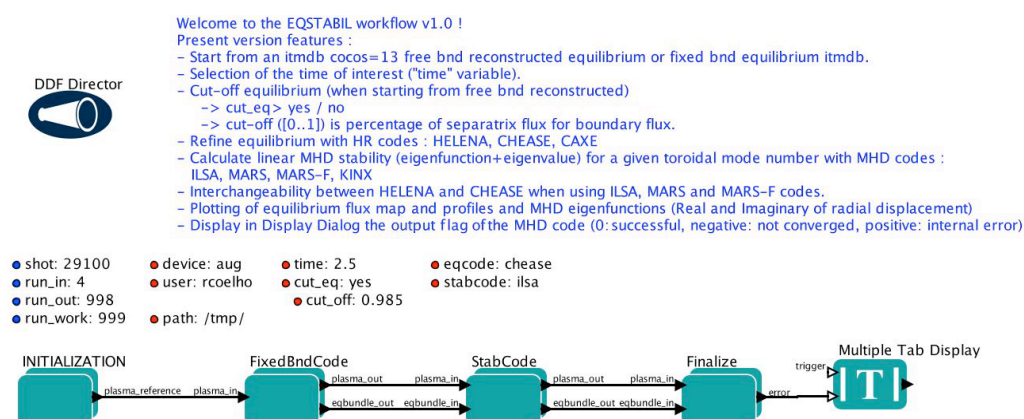 Welcome to the EQSTABIL workflow v1.0 !
Present version features :
– Start from an itmdb cocos=13 free bnd reconstructed equilibrium or fixed bnd equilibrium itmdb.
– Selection of the time of interest ("time" variable).
– Cut-off equilibrium (when starting from free bnd reconstructed)
–> cut_eq> yes / no
–> cut-off ([0..1]) is percentage of separatrix flux for boundary flux.
– Refine equilibrium with HR codes : HELENA, CHEASE, CAXE
– Calculate linear MHD stability (eigenfunction+eigenvalue) for a given toroidal mode number with MHD codes :
ILSA, MARS, MARS-F, KINX
– Interchangeability between HELENA and CHEASE when using ILSA, MARS and MARS-F codes.
– Plotting of equilibrium flux map and profiles and MHD eigenfunctions (Real and Imaginary of radial displacement)
– Display in Display Dialog the output flag of the MHD code (0: successful, negative: not converged, positive: internal error)
DDF Director
shot: 29100 device: aug time: 2.5 eqcode: chease
run_in: 4 user: rcoelho cut_eq: yes stabcode: ilsa
run_out: 998 cut_off: 0.985
run_work: 999 path: /tmp/
INITIALIZATION FixedBndCode StabCode Finalize Multiple Tab Display
trigger
plasma_reference plasma_in plasma_out plasma_in plasma_out plasma_in error T
eqbundle_out eqbundle_in eqbundle_out eqbundle_in